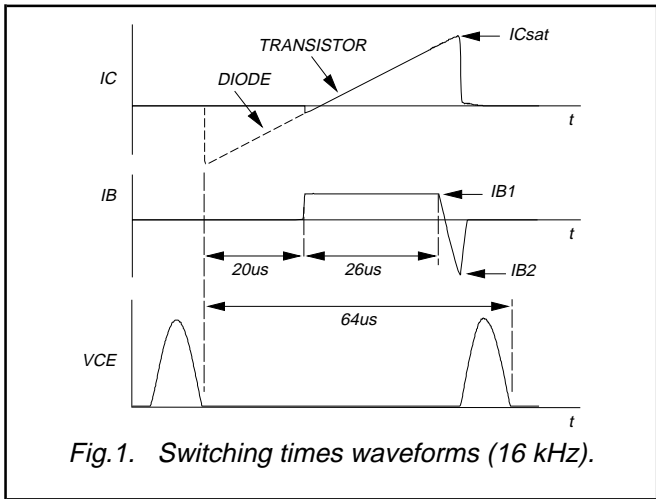 ICsat
TRANSISTOR
IC
DIODE
t
IB
IB1
t
20us
26us
IB2
64us
VCE
t
Fig.1. Switching times waveforms (16 kHz).